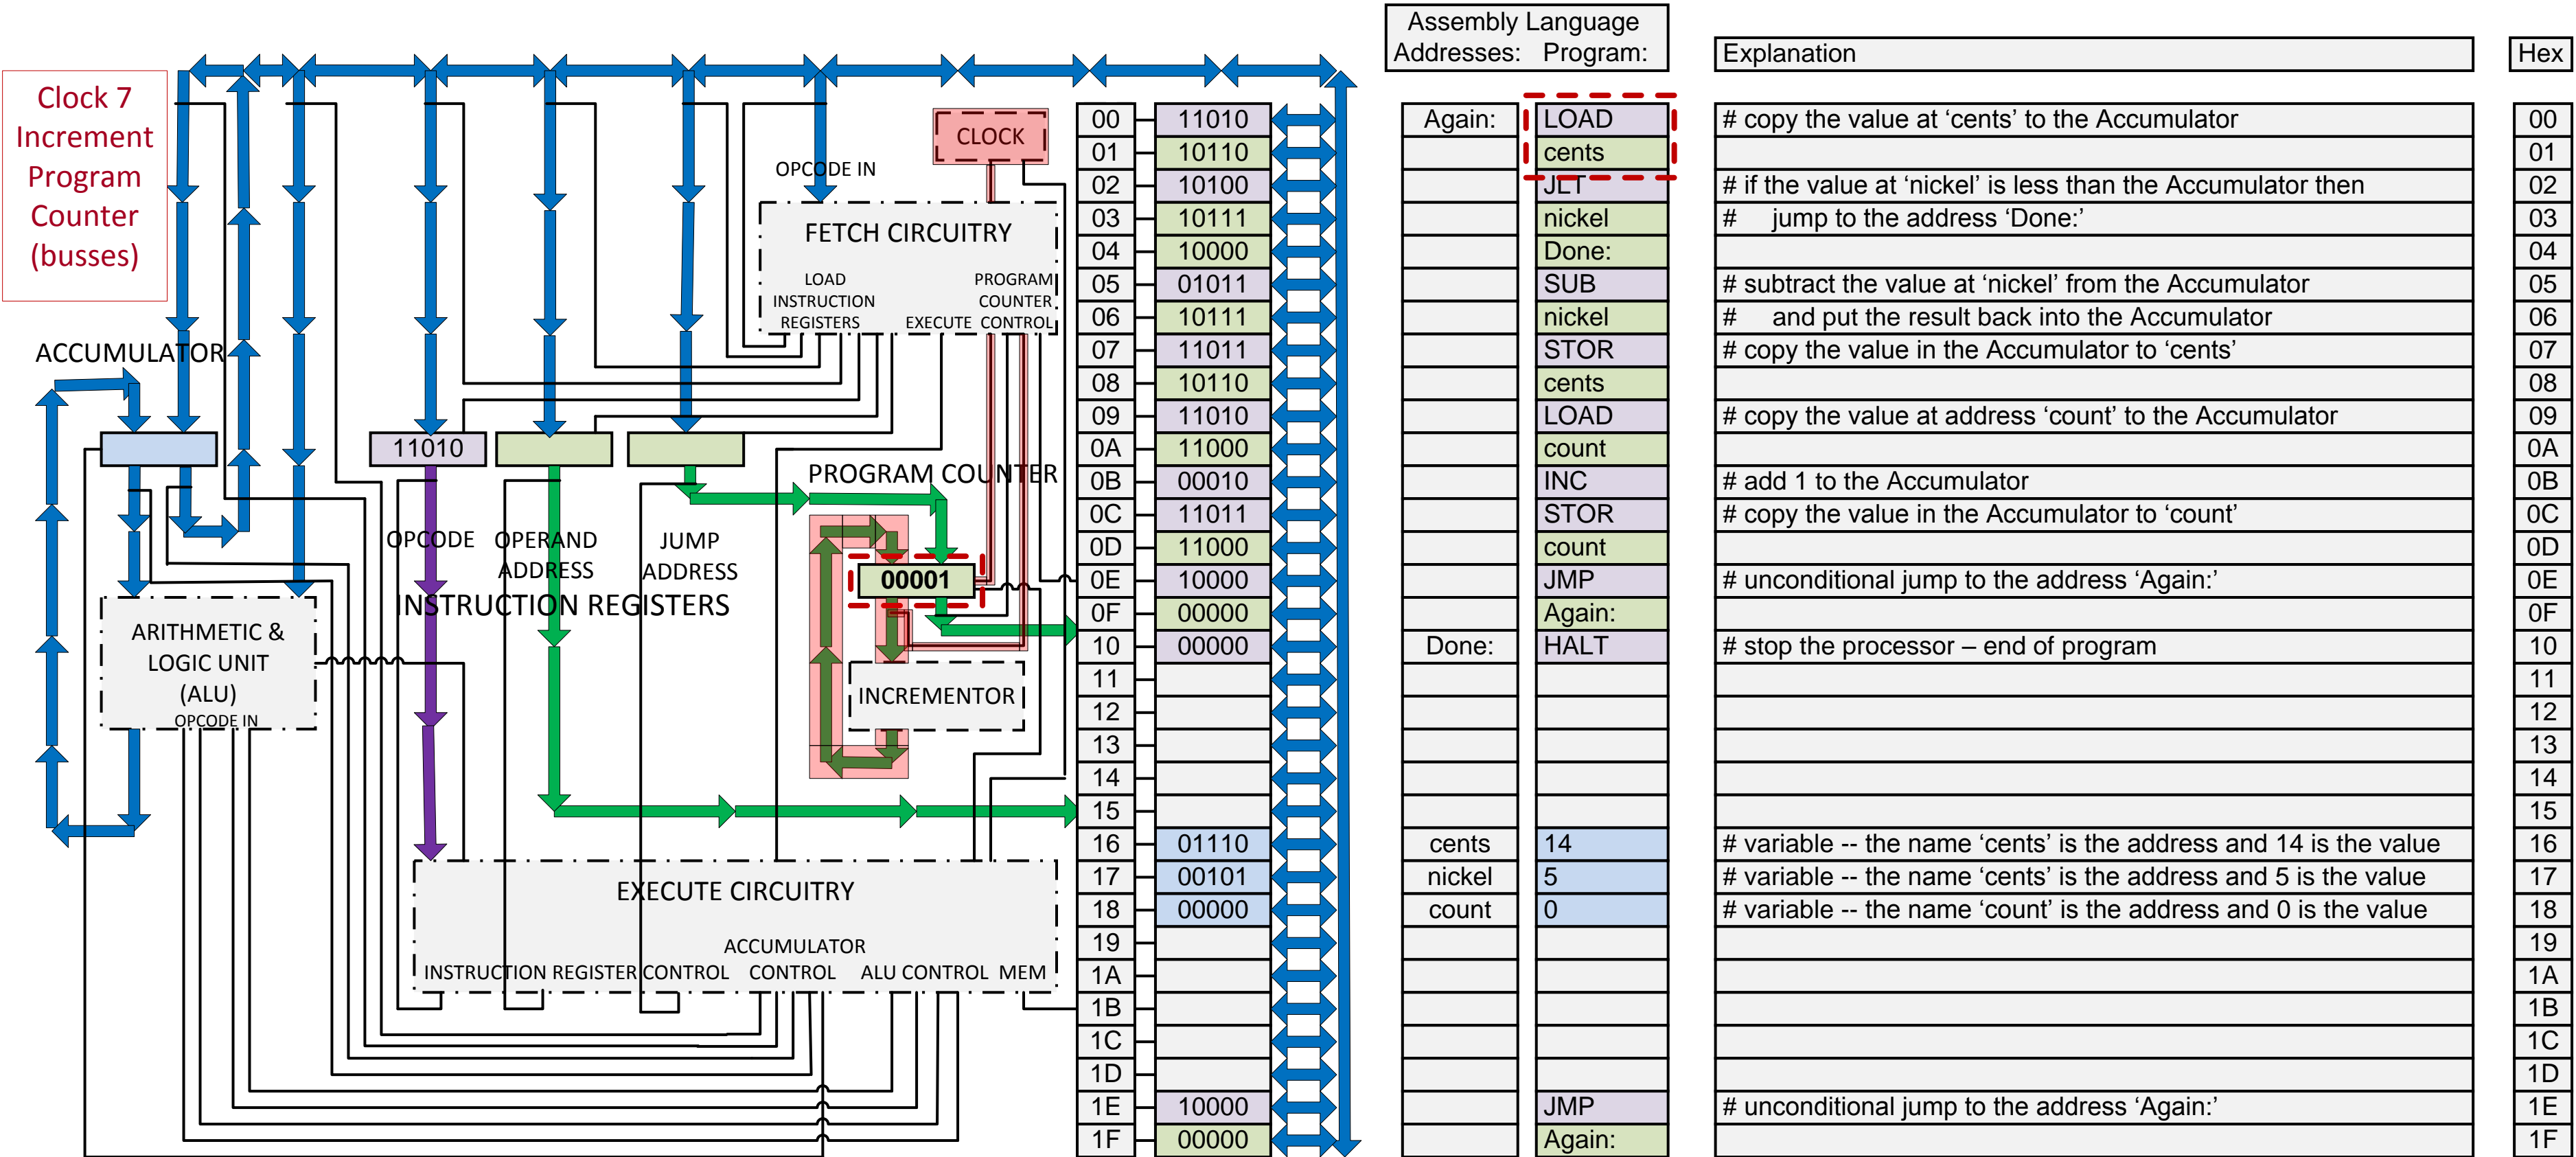 Assembly Language
Addresses: Program:
Explanation
Hex
Clock 7
Increment
Program
Counter
(busses)
CLOCK
OPCODE IN
FETCH CIRCUITRY
LOAD
INSTRUCTION
REGISTERS
EXECUTE
PROGRAM
COUNTER
CONTROL
ACCUMULATOR
11010
PROGRAM COUNTER
OPCODE
OPERAND
ADDRESS
JUMP
ADDRESS
INSTRUCTION REGISTERS
00001
INCREMENTOR
ARITHMETIC &
LOGIC UNIT
(ALU)
OPCODE IN
EXECUTE CIRCUITRY
INSTRUCTION REGISTER CONTROL
ACCUMULATOR
CONTROL
ALU CONTROL
MEM
00 11010 Again: LOAD # copy the value at ‘cents’ to the Accumulator 00
01 10110 cents 01
02 10100 JLT # if the value at ‘nickel’ is less than the Accumulator then 02
03 10111 nickel # jump to the address ‘Done:’ 03
04 10000 Done: 04
05 01011 SUB # subtract the value at ‘nickel’ from the Accumulator 05
06 10111 nickel # and put the result back into the Accumulator 06
07 11011 STOR # copy the value in the Accumulator to ‘cents’ 07
08 10110 cents 08
09 11010 LOAD # copy the value at address ‘count’ to the Accumulator 09
0A 11000 count 0A
0B 00010 INC # add 1 to the Accumulator 0B
0C 11011 STOR # copy the value in the Accumulator to ‘count’ 0C
0D 11000 count 0D
0E 10000 JMP # unconditional jump to the address ‘Again:’ 0E
0F 00000 Again: 0F
10 00000 Done: HALT # stop the processor – end of program 10
11 11
12 12
13 13
14 14
15 15
16 01110 cents 14 # variable -- the name ‘cents’ is the address and 14 is the value 16
17 00101 nickel 5 # variable -- the name ‘cents’ is the address and 5 is the value 17
18 00000 count 0 # variable -- the name ‘count’ is the address and 0 is the value 18
19 19
1A 1A
1B 1B
1C 1C
1D 1D
1E 10000 JMP # unconditional jump to the address ‘Again:’ 1E
1F 00000 Again: 1F